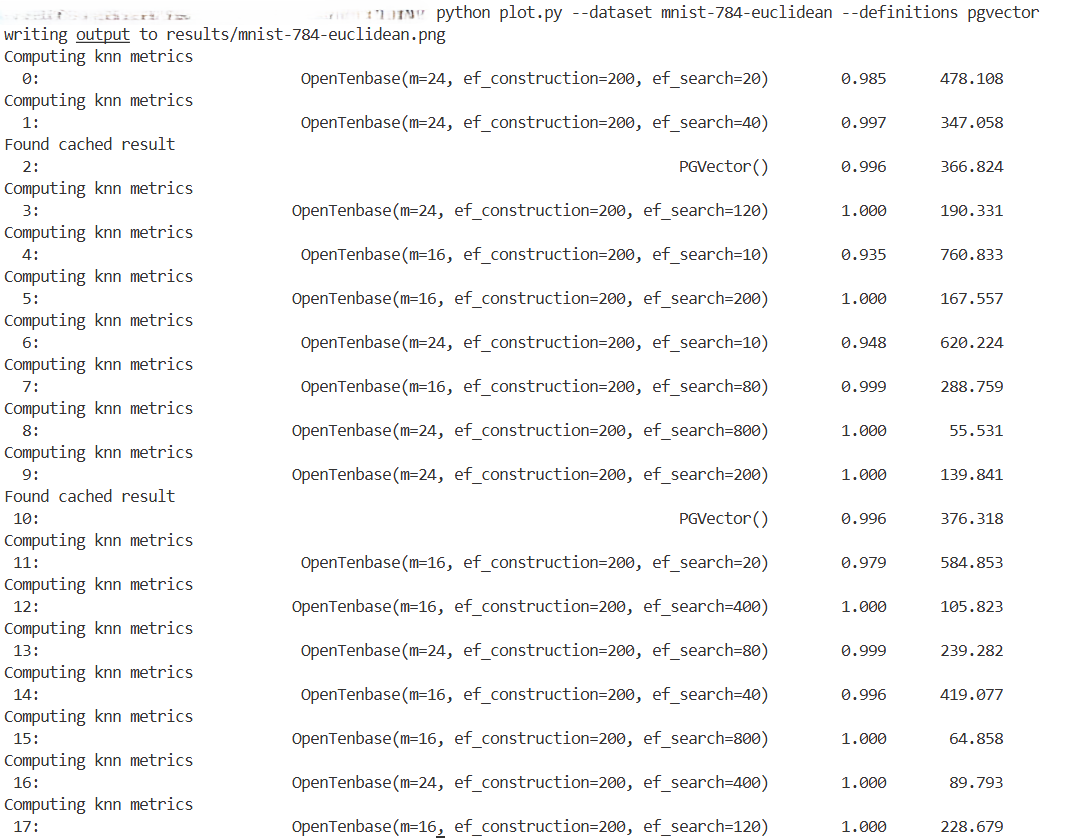 python plot.py --dataset mnist-784-euclidean --definitions pgvector
writing output to results/mnist-784-euclidean.png
Computing knn metrics
0: OpenTenbase(m=24, ef_construction=200, ef_search=20) 0.985 478.108
Computing knn metrics
1: OpenTenbase(m=24, ef_construction=200, ef_search=40) 0.997 347.058
Found cached result
2: PGVector() 0.996 366.824
Computing knn metrics
3: OpenTenbase(m=24, ef_construction=200, ef_search=120) 1.000 190.331
Computing knn metrics
4: OpenTenbase(m=16, ef_construction=200, ef_search=10) 0.935 760.833
Computing knn metrics
5: OpenTenbase(m=16, ef_construction=200, ef_search=200) 1.000 167.557
Computing knn metrics
6: OpenTenbase(m=24, ef_construction=200, ef_search=10) 0.948 620.224
Computing knn metrics
7: OpenTenbase(m=16, ef_construction=200, ef_search=80) 0.999 288.759
Computing knn metrics
8: OpenTenbase(m=24, ef_construction=200, ef_search=800) 1.000 55.531
Computing knn metrics
9: OpenTenbase(m=24, ef_construction=200, ef_search=200) 1.000 139.841
Found cached result
10: PGVector() 0.996 376.318
Computing knn metrics
11: OpenTenbase(m=16, ef_construction=200, ef_search=20) 0.979 584.853
Computing knn metrics
12: OpenTenbase(m=16, ef_construction=200, ef_search=400) 1.000 105.823
Computing knn metrics
13: OpenTenbase(m=24, ef_construction=200, ef_search=80) 0.999 239.282
Computing knn metrics
14: OpenTenbase(m=16, ef_construction=200, ef_search=40) 0.996 419.077
Computing knn metrics
15: OpenTenbase(m=16, ef_construction=200, ef_search=800) 1.000 64.858
Computing knn metrics
16: OpenTenbase(m=24, ef_construction=200, ef_search=400) 1.000 89.793
Computing knn metrics
17: OpenTenbase(m=16, ef_construction=200, ef_search=120) 1.000 228.679